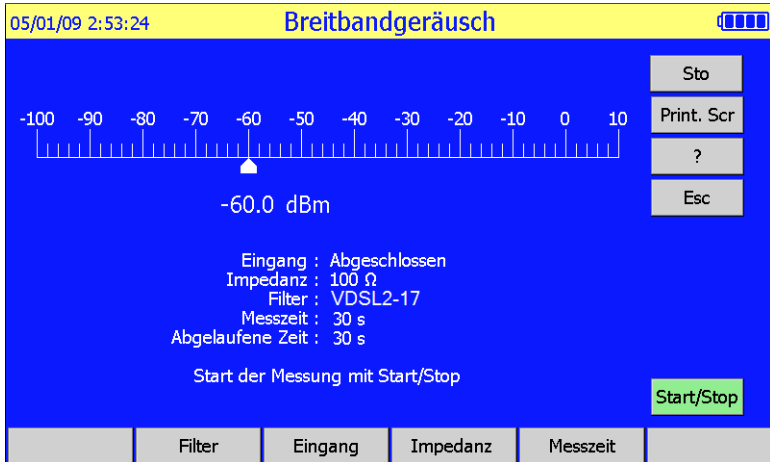 05/01/09 2:53:24 Breitbandgeräusch
Sto
-100 -90 -80 -70 -60 -50 -40 -30 -20 -10 0 10
Print. Scr
?
Esc
-60.0 dBm
Eingang : Abgeschlossen
Impedanz : 100 Ω
Filter : VDSL2-17
Messzeit : 30 s
Abgelaufene Zeit : 30 s
Start der Messung mit Start/Stop
Start/Stop
Filter Eingang Impedanz Messzeit